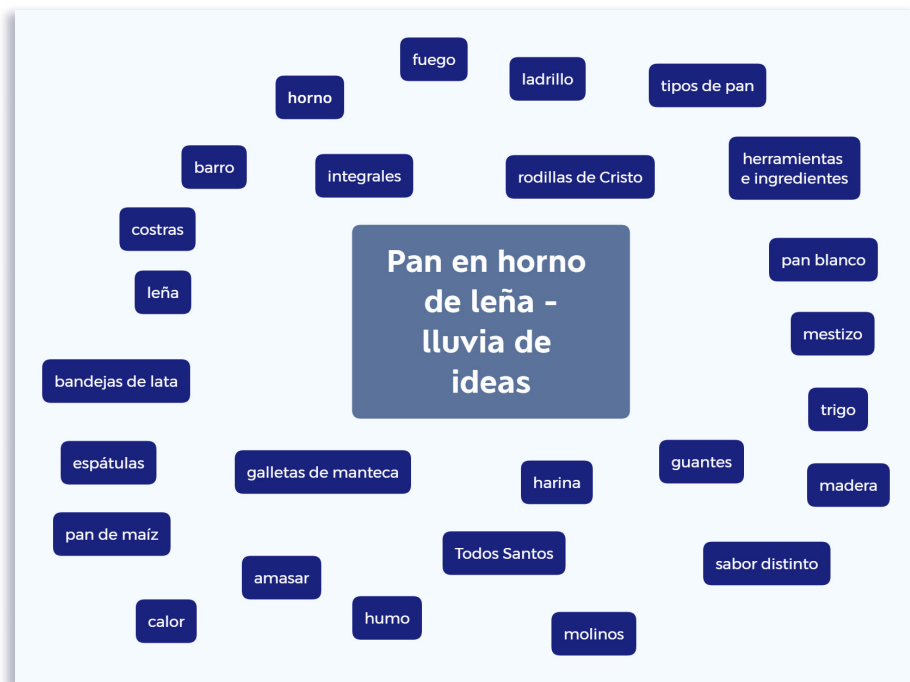 fuego
ladrillo
tipos de pan
horno
barro
integrales
rodillas de Cristo
herramientas
e ingredientes
costras
leña
Pan en horno
de leña -
lluvia de
ideas
pan blanco
mestizo
bandejas de lata
trigo
espátulas
galletas de manteca
harina
guantes
madera
pan de maíz
amasar
Todos Santos
sabor distinto
calor
humo
molinos